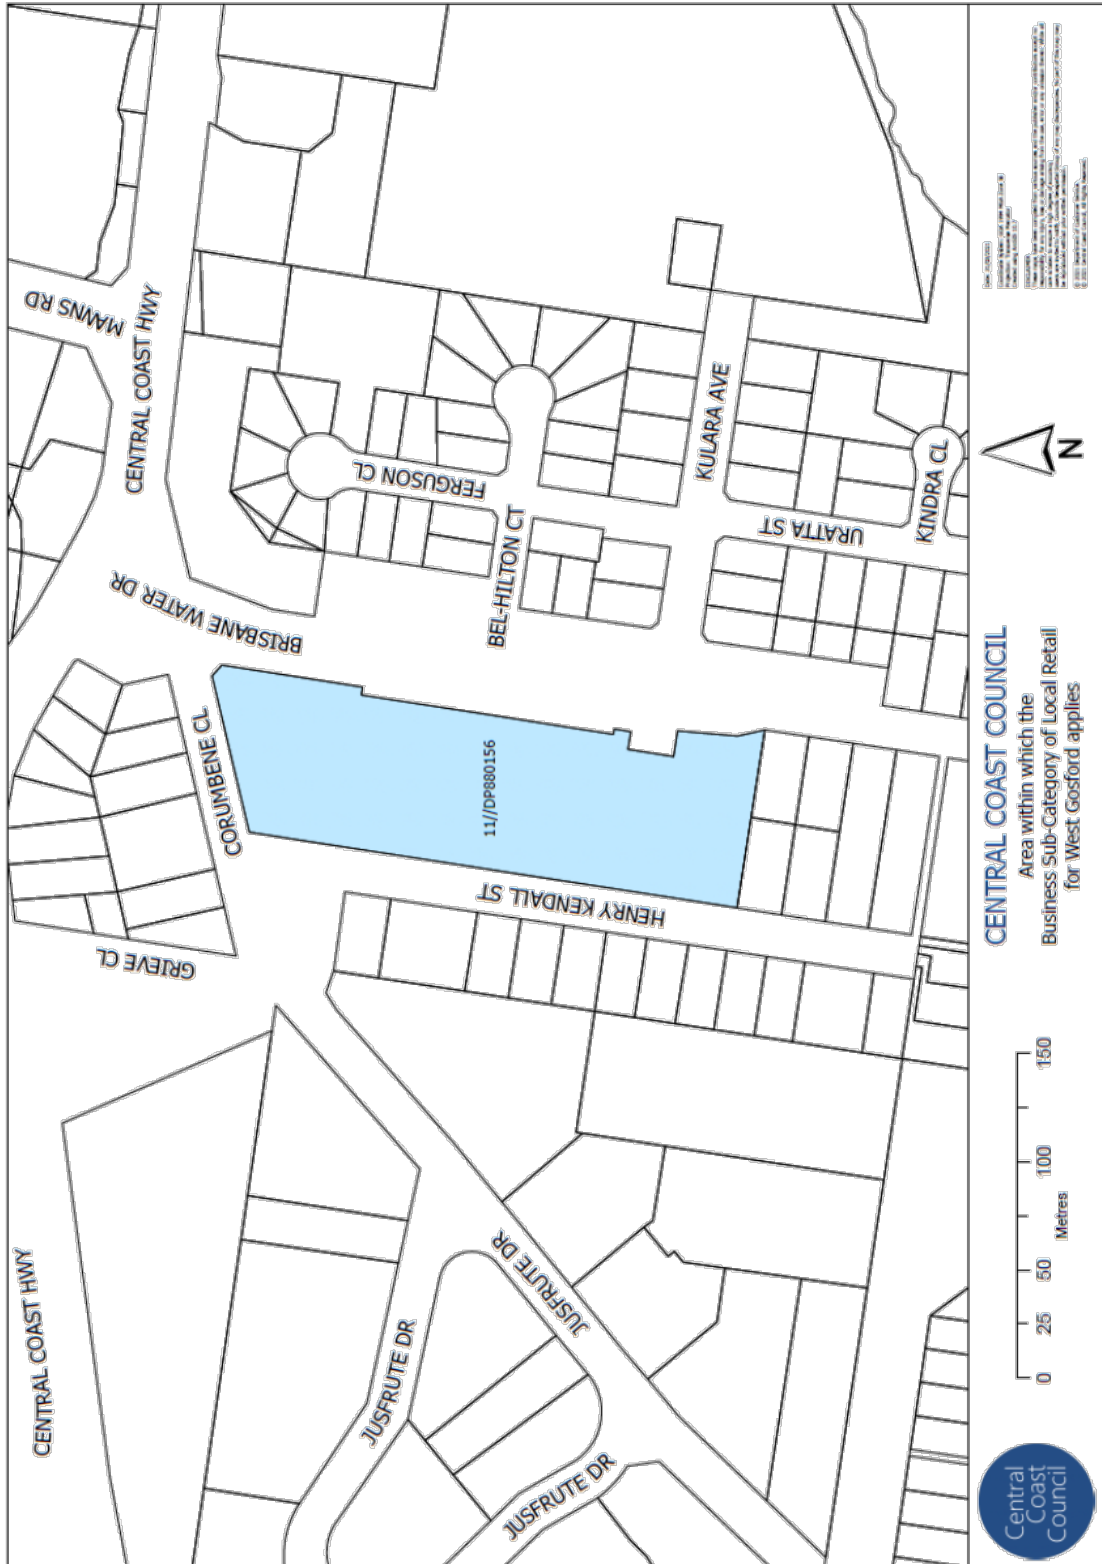 MANNS RD
CENTRAL COAST HWY
BRISBANE WATER DR
FERGUSON CL
BEL-HILTON CT
KULARA AVE
URATTA ST
KINDRA CL
CORUMBENE CL
11//DP880156
HENRY KENDALL ST
GRIEVE CL
CENTRAL COAST HWY
JUSFRUTE DR
JUSFRUTE DR
JUSFRUTE DR
N
CENTRAL COAST COUNCIL
Area within which the
Business Sub-Category of Local Retail
for West Gosford applies
0 25 50 100 150
Metres
Central
Coast
Council